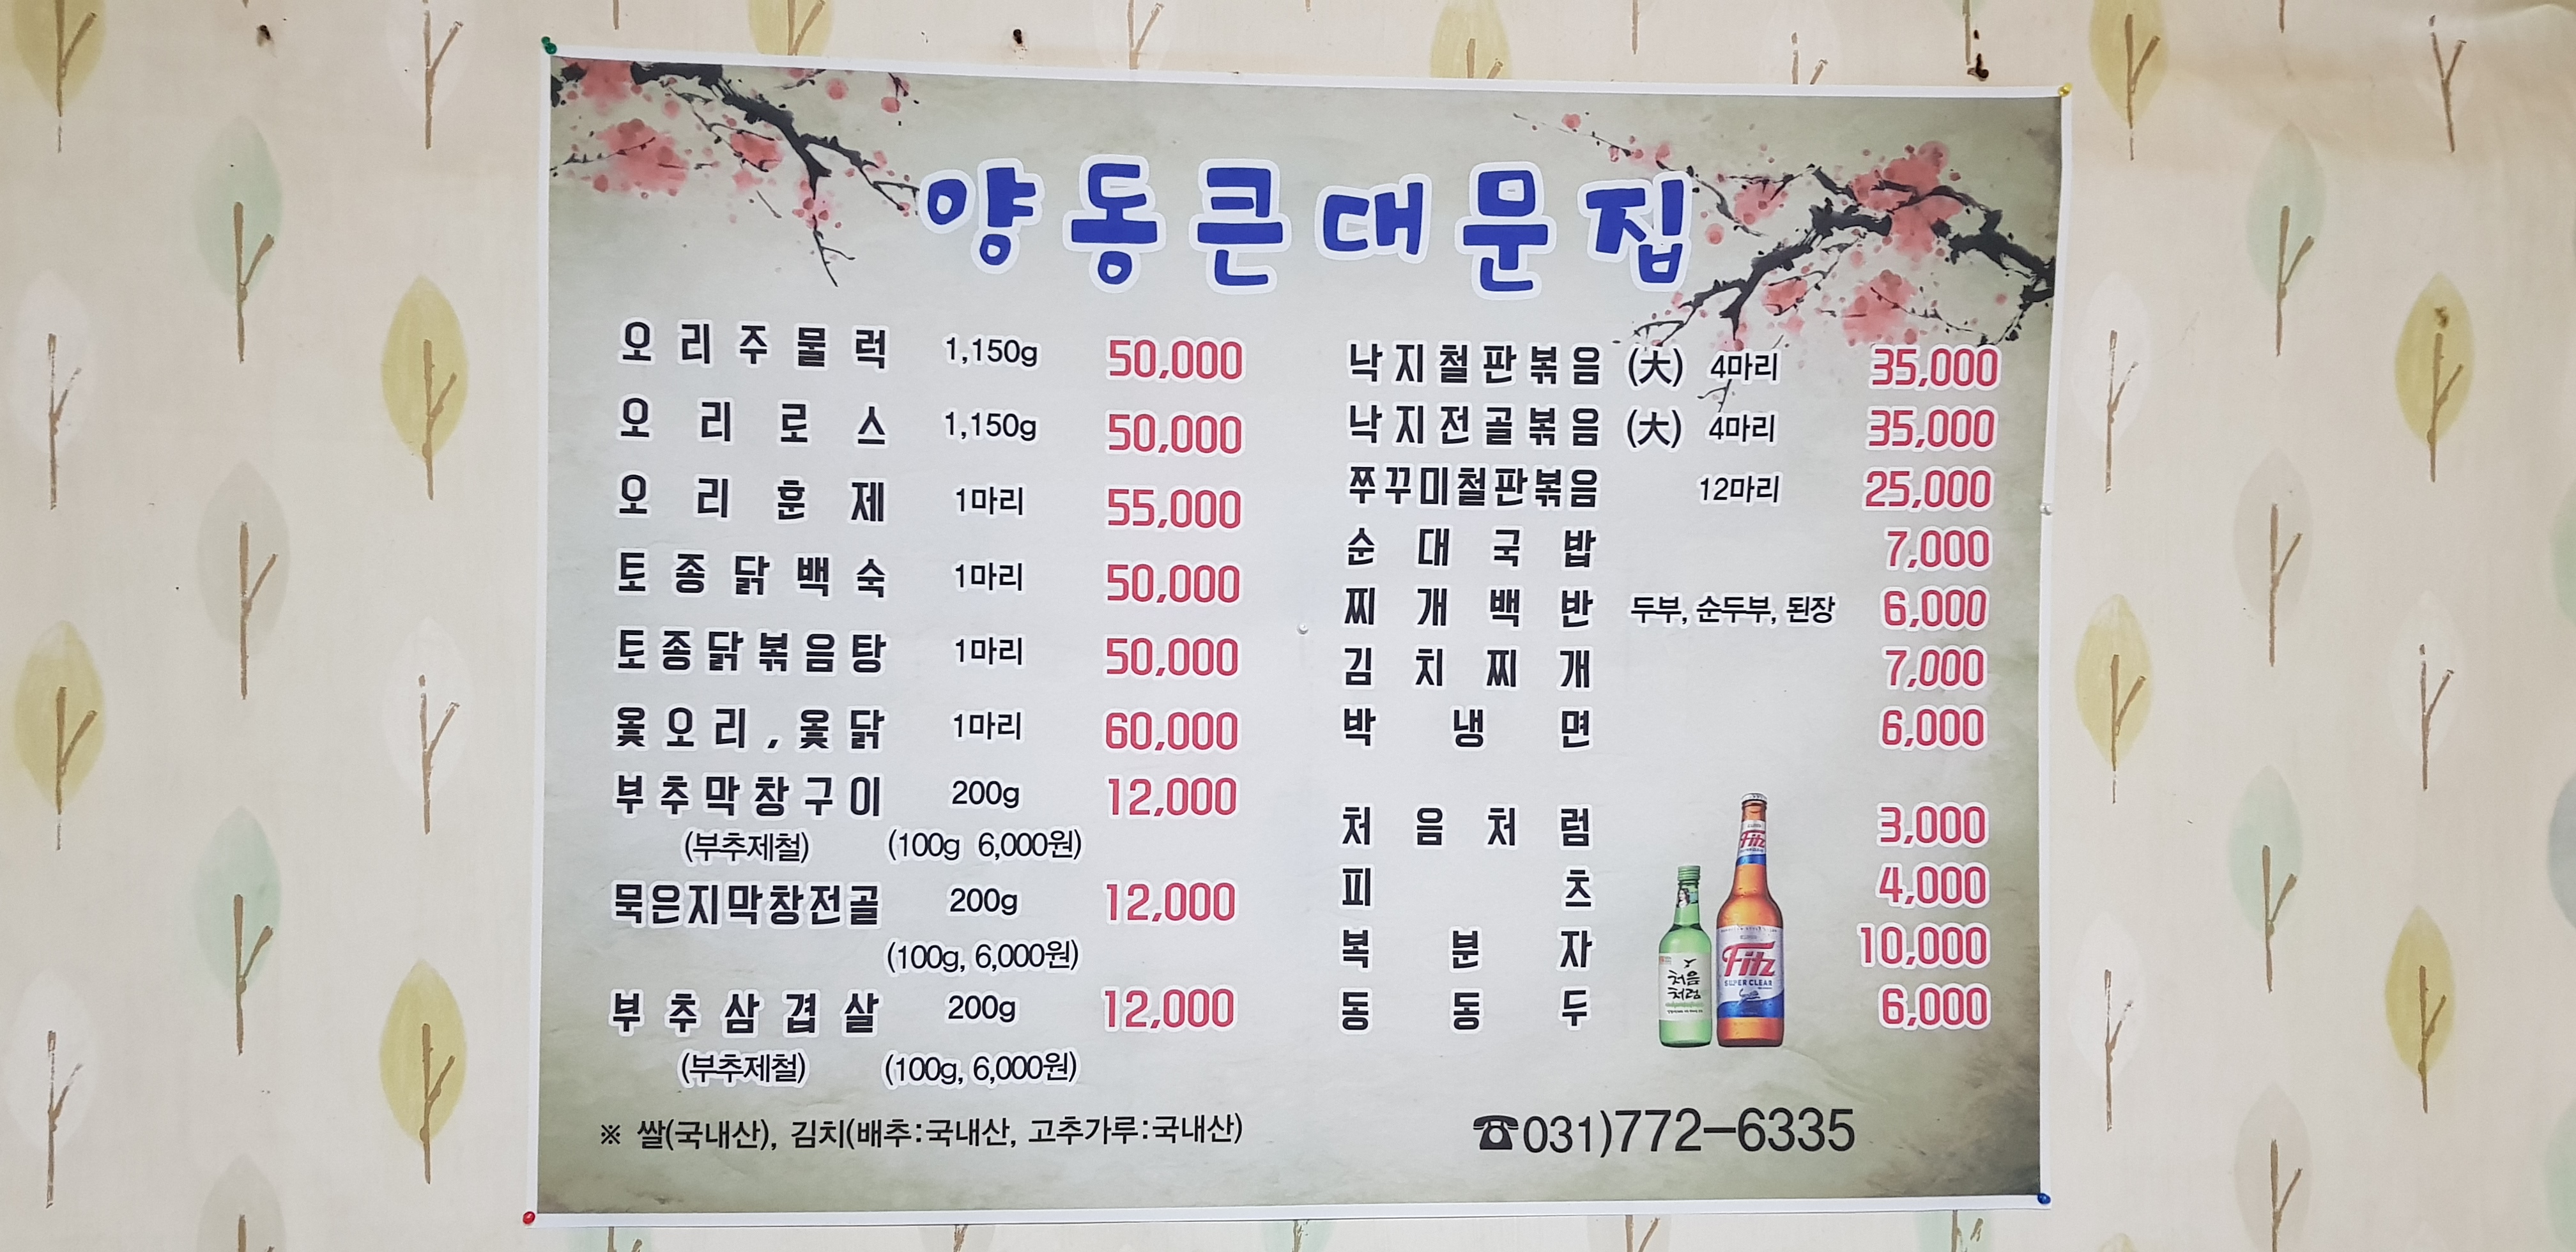 양동큰대문집
오리주물럭 1,150g 50,000
오리로스 1,150g 50,000
오리훈제 1마리 55,000
토종닭백숙 1마리 50,000
토종닭볶음탕 1마리 50,000
옻오리,옻닭 1마리 60,000
부추막창구이 200g 12,000
(부추제철) (100g 6,000원)
묵은지막창전골 200g 12,000
(100g, 6,000원)
부추삼겹살 200g 12,000
(부추제철) (100g, 6,000원)
낙지철판볶음 (大) 4마리 35,000
낙지전골볶음 (大) 4마리 35,000
쭈꾸미철판볶음 12마리 25,000
순대국밥 7,000
찌개백반 두부, 순두부, 된장 6,000
김치찌개 7,000
박냉면 6,000
처음처럼 3,000
피츠 4,000
복분자 10,000
동동두 6,000
처음
처럼
Fitz
Fitz
SUPER CLEAR
※ 쌀(국내산), 김치(배추:국내산, 고추가루:국내산)
☎031)772-6335